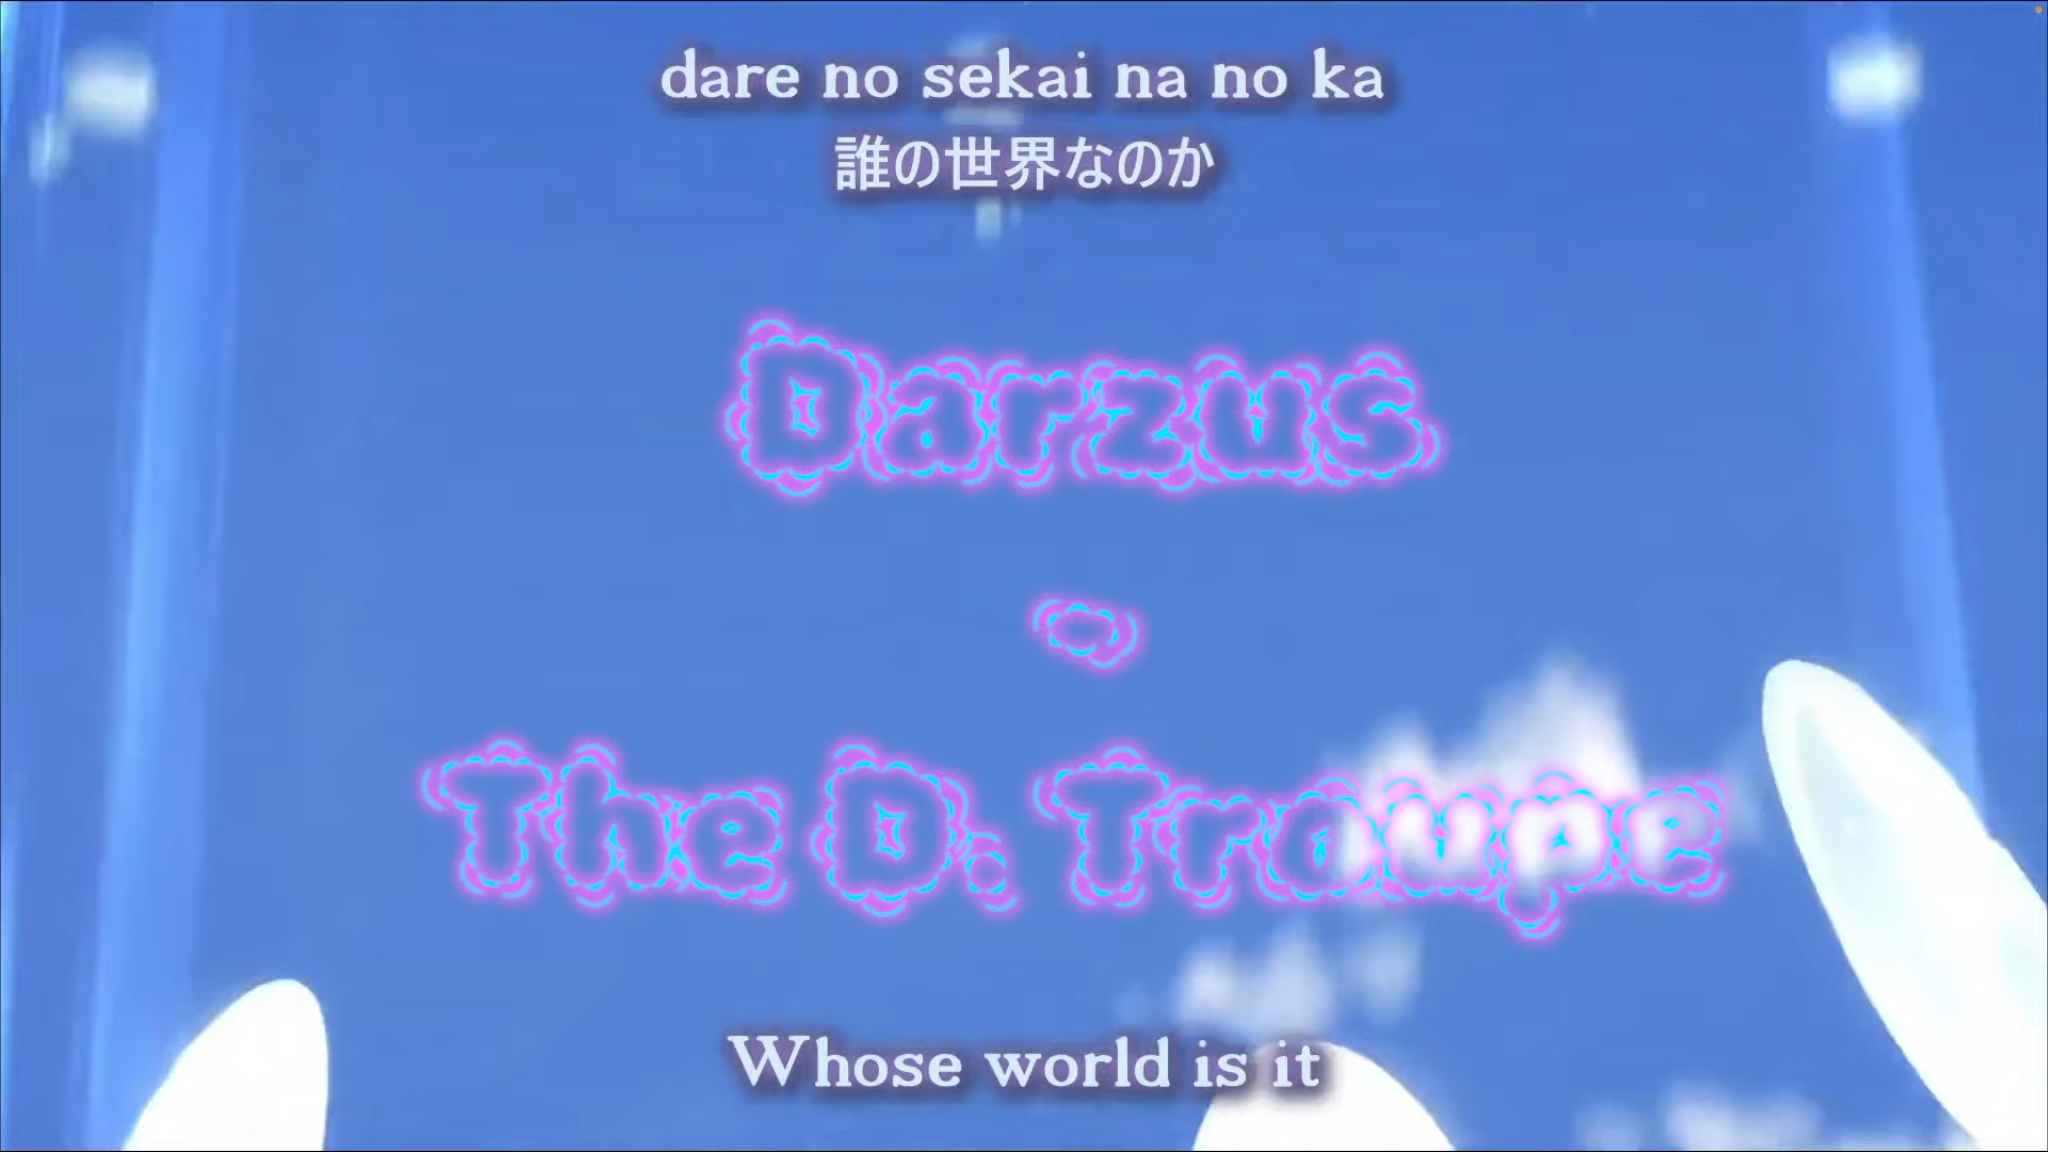 dare no sekai na no ka
誰の世界なのか
Darzus
-
The D. Troupe
Whose world is it